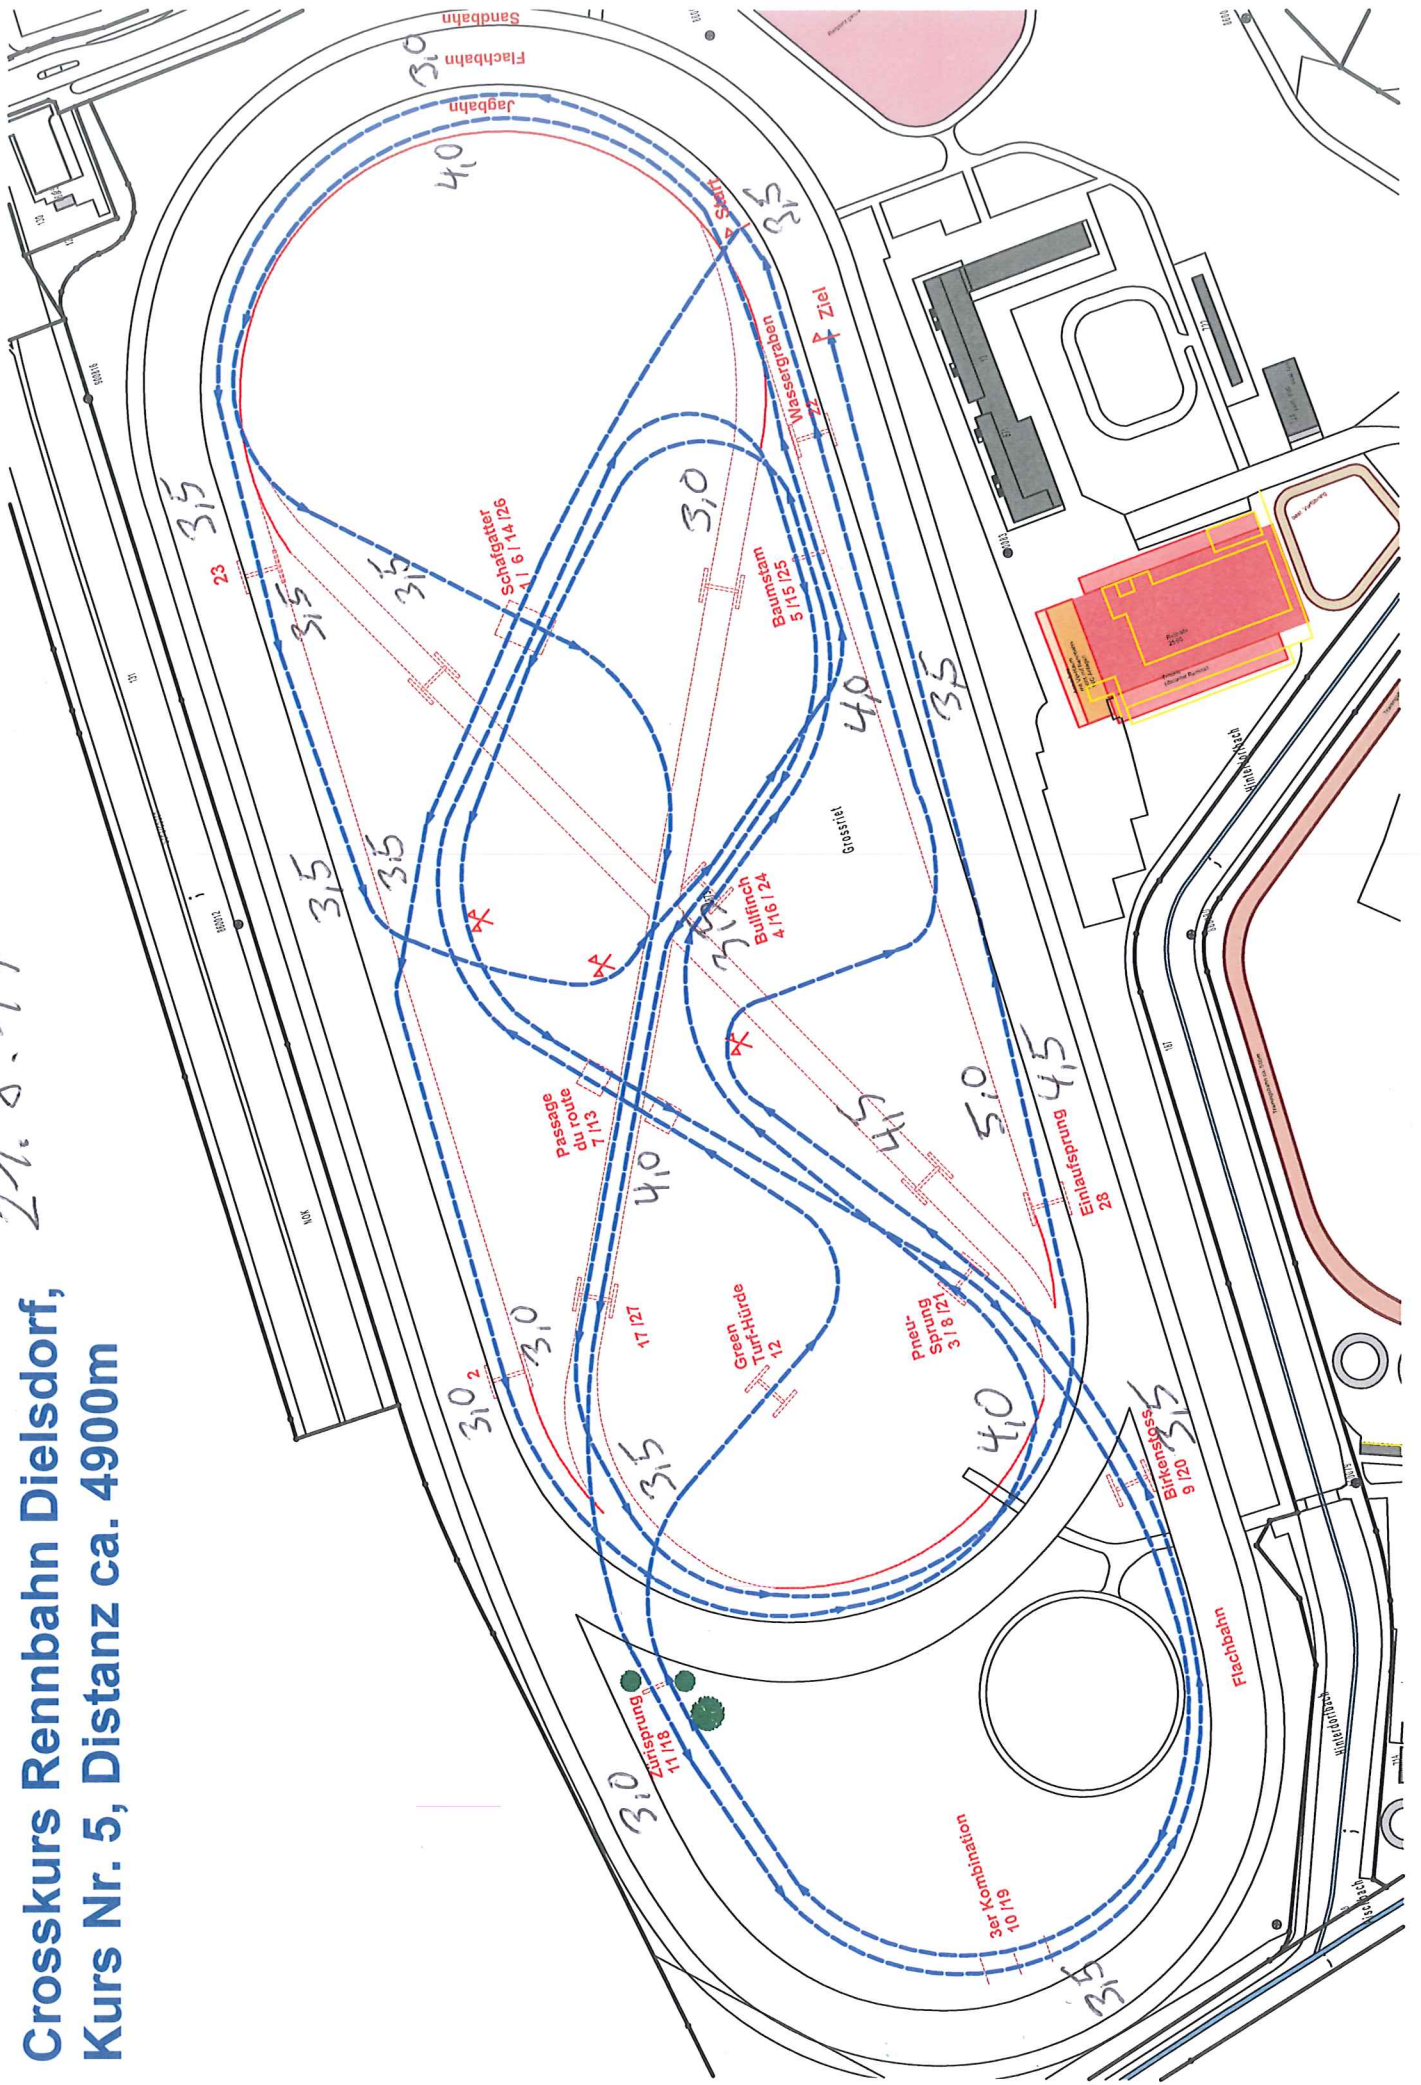 Crosskurs Rennbahn Dielsdorf,
Kurs Nr. 5, Distanz ca. 4900m
Sandbahn
Flachbahn
Jagbahn
3,0
4,0
Start
3,5
Ziel
Wassergraben
22
3,5
23
3,5
3,5
Schafgatter
1 / 6 / 14 /26
3,0
Baumstam
5 /15 /25
4,0
3,5
3,5
3,5
Grossriet
Bullfinch
4 /16 / 24
Passage
du route
7 /13
4,0
4,5
5,0
4,5
Einlaufsprung
28
2
3,0
3,0
17 /27
Green
Turf-Hürde
12
Pneu-
Sprung
3 / 8 /21
4,0
3,5
Birkenstoss
9 /20
3,5
Zürisprung
11 /18
3,0
3er Kombination
10 /19
3,5
Flachbahn
Hinterdorfbach
Hinterdorfbach
NOK